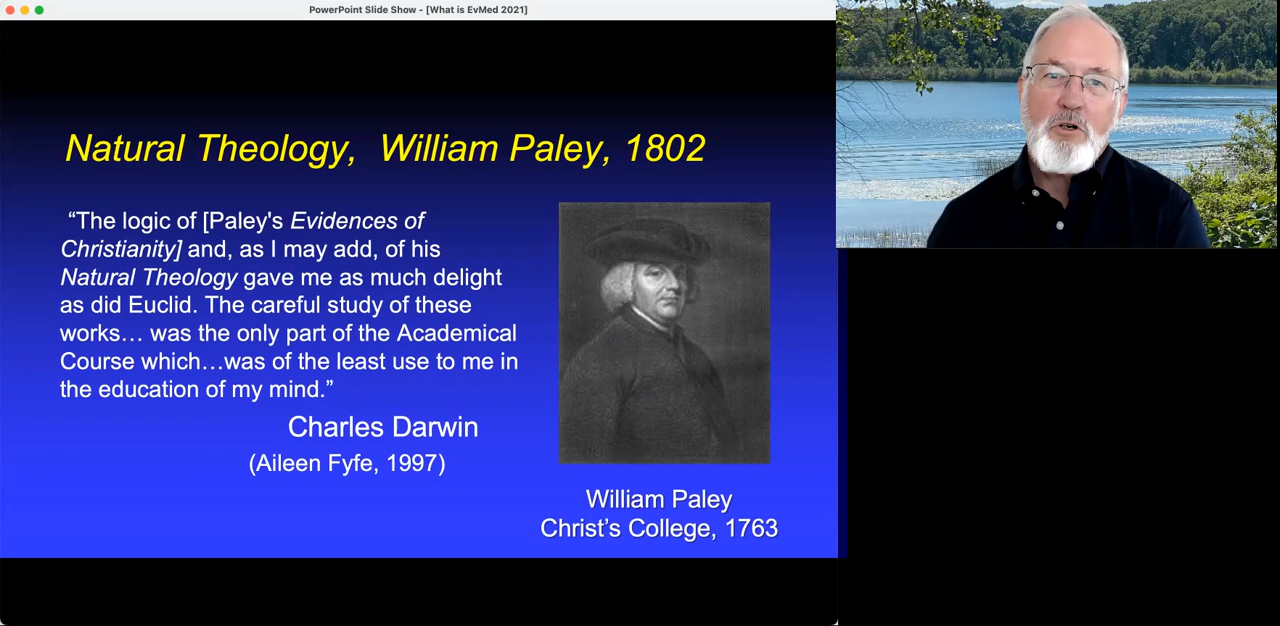 PowerPoint Slide Show - [What is EvMed 2021]
Natural Theology, William Paley, 1802
“The logic of [Paley's Evidences of
Christianity] and, as I may add, of his
Natural Theology gave me as much delight
as did Euclid. The careful study of these
works… was the only part of the Academical
Course which…was of the least use to me in
the education of my mind.”
Charles Darwin
(Aileen Fyfe, 1997)
William Paley
Christ’s College, 1763